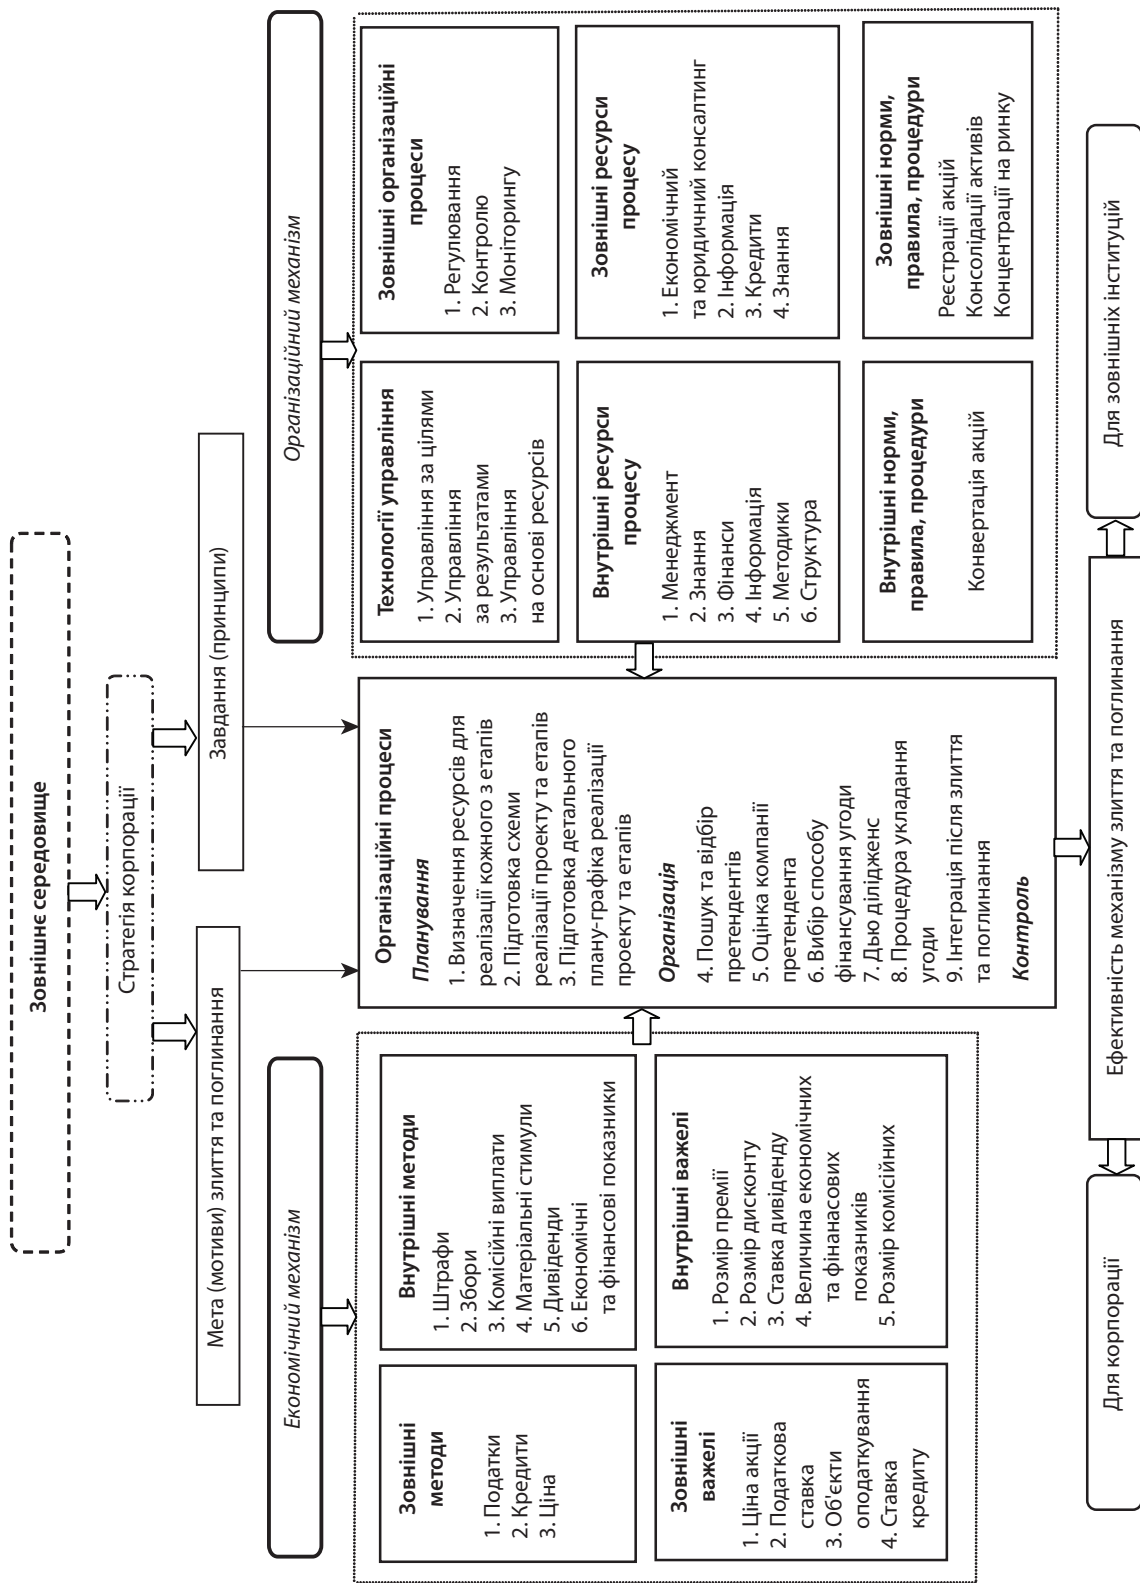 Зовнішнє середовище
Стратегія корпорації
Мета (мотиви) злиття та поглинання
Завдання (принципи)
Економічний механізм
Організаційний механізм
Зовнішні
методи
1. Податки
2. Кредити
3. Ціна
Внутрішні методи
1. Штрафи
2. Збори
3. Комісійні виплати
4. Матеріальні стимули
5. Дивіденди
6. Економічні
та фінансові показники
Зовнішні
важелі
1. Ціна акції
2. Податкова
ставка
3. Об'єкти
оподаткування
4. Ставка
кредиту
Внутрішні важелі
1. Розмір премії
2. Розмір дисконту
3. Ставка дивіденду
4. Величина економічних
та фінанасових
показників
5. Розмір комісійних
Організаційні процеси
Планування
1. Визначення ресурсів для
реалізації кожного з етапів
2. Підготовка схеми
реалізації проекту та етапів
3. Підготовка детального
плану-графіка реалізації
проекту та етапів
Організація
4. Пошук та відбір
претендентів
5. Оцінка компанії
претендента
6. Вибір способу
фінансування угоди
7. Дью ділідженс
8. Процедура укладання
угоди
9. Інтеграція після злиття
та поглинання
Контроль
Технології управління
1. Управління за цілями
2. Управління
за результатами
3. Управління
на основі ресурсів
Зовнішні організаційні
процеси
1. Регулювання
2. Контролю
3. Моніторингу
Внутрішні ресурси
процесу
1. Менеджмент
2. Знання
3. Фінанси
4. Інформація
5. Методики
6. Структура
Зовнішні ресурси
процесу
1. Економічний
та юридичний консалтинг
2. Інформація
3. Кредити
4. Знання
Внутрішні норми,
правила, процедури
Конвертація акцій
Зовнішні норми,
правила, процедури
Реєстрації акцій
Консолідації активів
Концентрації на ринку
Для корпорації
Ефективність механізму злиття та поглинання
Для зовнішніх інституцій